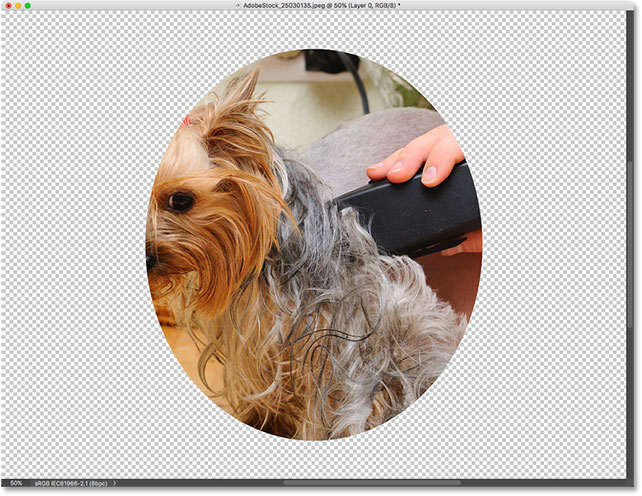 AdobeStock_25030135.jpeg @ 50% (Layer 0, RGB/8) *
50% sRGB IEC61966-2.1 (8bpc)